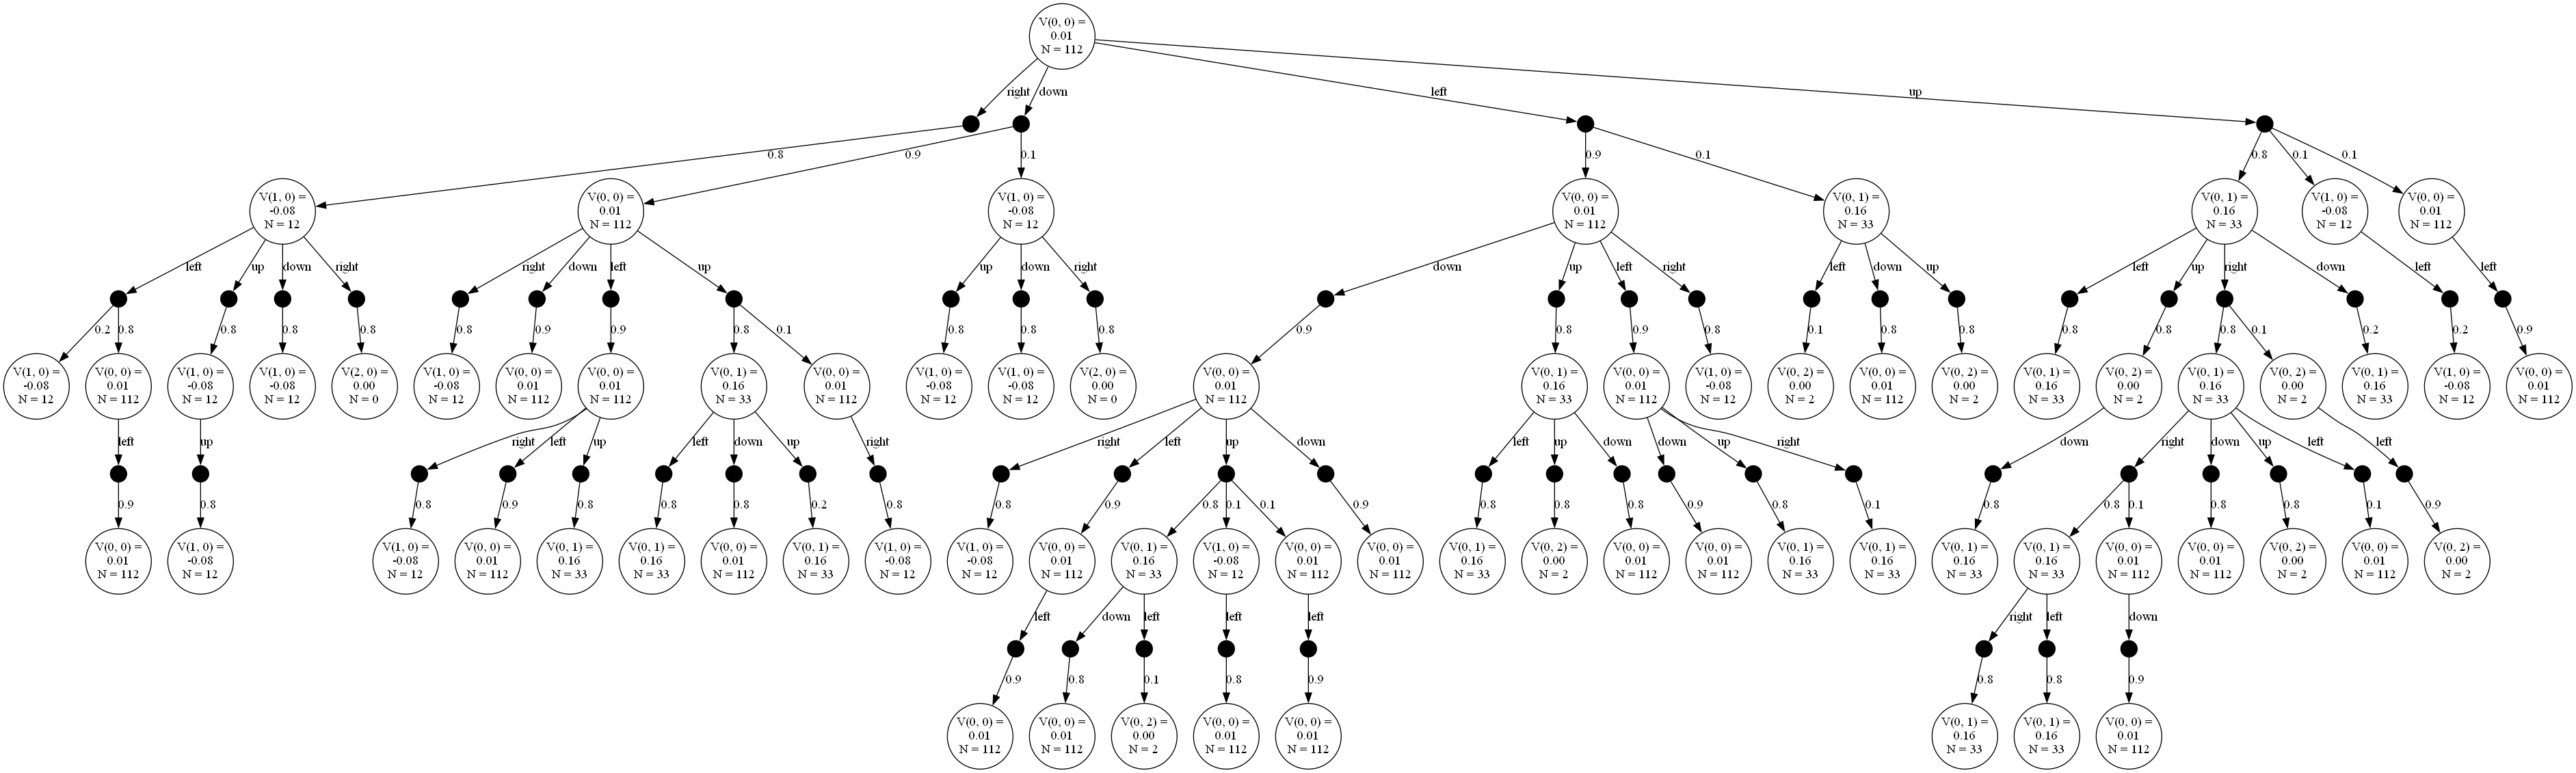 V(0, 0) =
0.01
N = 112
right
down
left
up
0.8
0.9
0.1
0.9
0.1
0.8
0.1
0.1
V(1, 0) =
-0.08
N = 12
V(0, 0) =
0.01
N = 112
V(1, 0) =
-0.08
N = 12
V(0, 0) =
0.01
N = 112
V(0, 1) =
0.16
N = 33
V(0, 1) =
0.16
N = 33
V(1, 0) =
-0.08
N = 12
V(0, 0) =
0.01
N = 112
left
up
down
right
right
down
left
up
up
down
right
down
up
left
right
left
down
up
left
up
right
down
left
left
0.2
0.8
0.8
0.8
0.8
0.8
0.9
0.9
0.8
0.1
0.8
0.8
0.8
0.9
0.8
0.9
0.8
0.1
0.8
0.8
0.8
0.8
0.8
0.1
0.2
0.2
0.9
V(1, 0) =
-0.08
N = 12
V(0, 0) =
0.01
N = 112
V(1, 0) =
-0.08
N = 12
V(1, 0) =
-0.08
N = 12
V(2, 0) =
0.00
N = 0
V(1, 0) =
-0.08
N = 12
V(0, 0) =
0.01
N = 112
V(0, 0) =
0.01
N = 112
V(0, 1) =
0.16
N = 33
V(0, 0) =
0.01
N = 112
V(1, 0) =
-0.08
N = 12
V(1, 0) =
-0.08
N = 12
V(2, 0) =
0.00
N = 0
V(0, 0) =
0.01
N = 112
V(0, 1) =
0.16
N = 33
V(0, 0) =
0.01
N = 112
V(1, 0) =
-0.08
N = 12
V(0, 2) =
0.00
N = 2
V(0, 0) =
0.01
N = 112
V(0, 2) =
0.00
N = 2
V(0, 1) =
0.16
N = 33
V(0, 2) =
0.00
N = 2
V(0, 1) =
0.16
N = 33
V(0, 2) =
0.00
N = 2
V(0, 1) =
0.16
N = 33
V(1, 0) =
-0.08
N = 12
V(0, 0) =
0.01
N = 112
left
up
right
left
up
left
down
up
right
right
left
up
down
left
up
down
down
up
right
down
right
down
up
left
left
0.9
0.8
0.8
0.9
0.8
0.8
0.8
0.2
0.8
0.8
0.9
0.8
0.1
0.1
0.9
0.8
0.8
0.8
0.9
0.8
0.1
0.8
0.8
0.1
0.8
0.8
0.1
0.9
V(0, 0) =
0.01
N = 112
V(1, 0) =
-0.08
N = 12
V(1, 0) =
-0.08
N = 12
V(0, 0) =
0.01
N = 112
V(0, 1) =
0.16
N = 33
V(0, 1) =
0.16
N = 33
V(0, 0) =
0.01
N = 112
V(0, 1) =
0.16
N = 33
V(1, 0) =
-0.08
N = 12
V(1, 0) =
-0.08
N = 12
V(0, 0) =
0.01
N = 112
V(0, 1) =
0.16
N = 33
V(1, 0) =
-0.08
N = 12
V(0, 0) =
0.01
N = 112
V(0, 0) =
0.01
N = 112
V(0, 1) =
0.16
N = 33
V(0, 2) =
0.00
N = 2
V(0, 0) =
0.01
N = 112
V(0, 0) =
0.01
N = 112
V(0, 1) =
0.16
N = 33
V(0, 1) =
0.16
N = 33
V(0, 1) =
0.16
N = 33
V(0, 1) =
0.16
N = 33
V(0, 0) =
0.01
N = 112
V(0, 0) =
0.01
N = 112
V(0, 2) =
0.00
N = 2
V(0, 0) =
0.01
N = 112
V(0, 2) =
0.00
N = 2
left
down
left
left
left
right
left
down
0.9
0.8
0.1
0.8
0.9
0.8
0.8
0.9
V(0, 0) =
0.01
N = 112
V(0, 0) =
0.01
N = 112
V(0, 2) =
0.00
N = 2
V(0, 0) =
0.01
N = 112
V(0, 0) =
0.01
N = 112
V(0, 1) =
0.16
N = 33
V(0, 1) =
0.16
N = 33
V(0, 0) =
0.01
N = 112